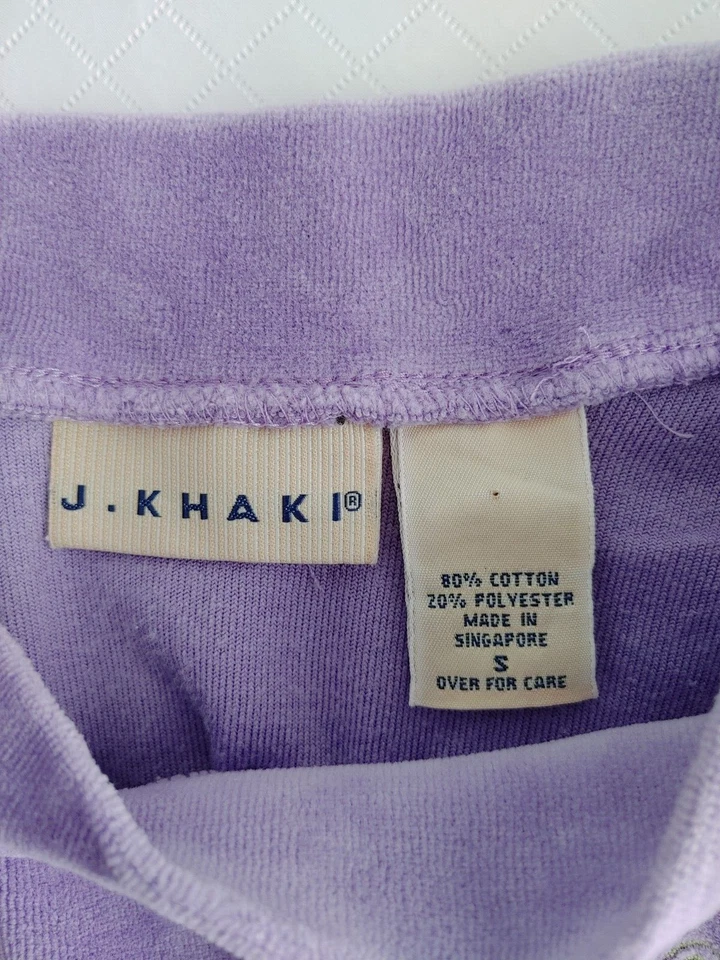 J.KHAKI®
80% COTTON
20% POLYESTER
MADE IN
SINGAPORE
S
OVER FOR CARE